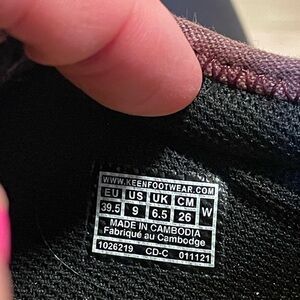 WWW.KEENFOOTWEAR.COM
EU US UK CM W
39.5 9 6.5 26
MADE IN CAMBODIA
Fabriqué au Cambodge
1026219 CD-C 011121